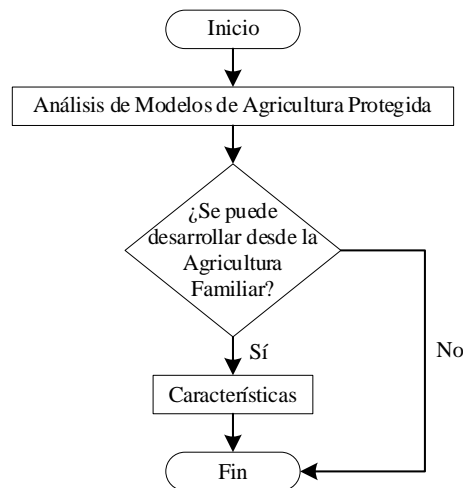 Inicio
Análisis de Modelos de Agricultura Protegida
¿Se puede
desarrollar desde la
Agricultura
Familiar?
Sí
No
Características
Fin